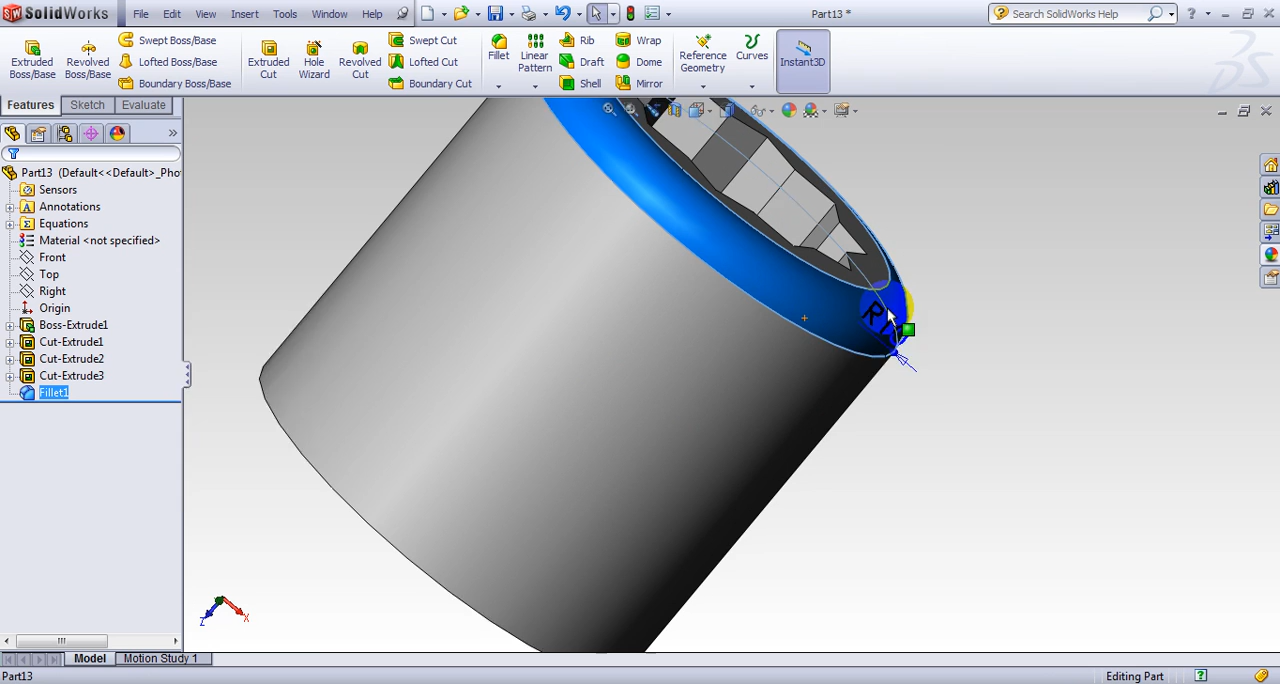 SolidWorks File Edit View Insert Tools Window Help Part13 * Search SolidWorks Help
Extruded Boss/Base Revolved Boss/Base Swept Boss/Base Lofted Boss/Base Boundary Boss/Base Extruded Cut Hole Wizard Revolved Cut Swept Cut Lofted Cut Boundary Cut Fillet Linear Pattern Rib Draft Shell Wrap Dome Mirror Reference Geometry Curves Instant3D
Features Sketch Evaluate
Part13 (Default<<Default>_Pho
Sensors
Annotations
Equations
Material <not specified>
Front
Top
Right
Origin
Boss-Extrude1
Cut-Extrude1
Cut-Extrude2
Cut-Extrude3
Fillet1
Z X
Model Motion Study 1
Part13 Editing Part